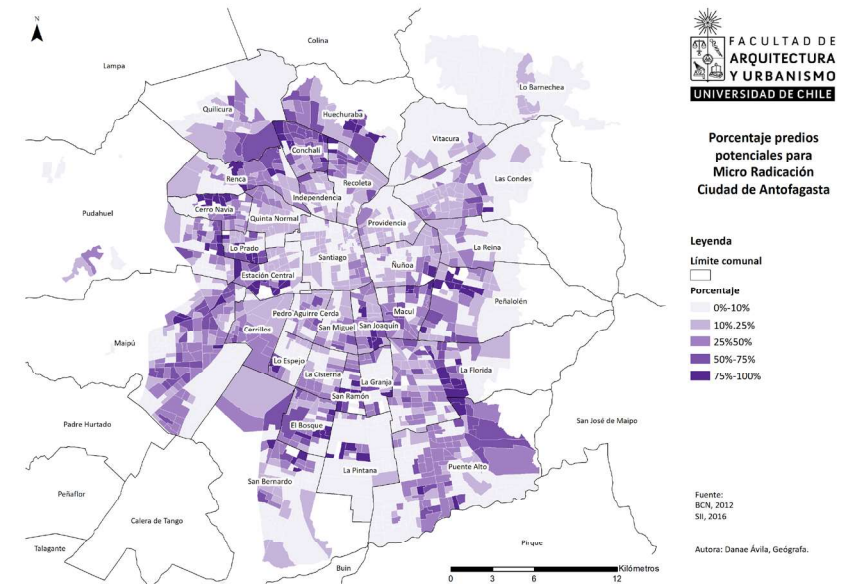 N
Colina
Lampa
Lo Barnechea
Quilicura
Huechuraba
Vitacura
Conchalí
Las Condes
Renca
Recoleta
Independencia
Cerro Navia
Pudahuel
Quinta Normal
Providencia
Lo Prado
La Reina
Santiago
Ñuñoa
Estación Central
Peñalolén
Pedro Aguirre Cerda
Macul
Cerrillos
San Miguel
San Joaquín
Maipú
Lo Espejo
La Florida
La Cisterna
La Granja
San Ramón
Padre Hurtado
El Bosque
San José de Maipo
La Pintana
Puente Alto
San Bernardo
Peñaflor
Calera de Tango
Talagante
Pirque
Buin
Kilómetros
0 3 6 12
FACULTAD DE
ARQUITECTURA
Y URBANISMO
UNIVERSIDAD DE CHILE
Porcentaje predios
potenciales para
Micro Radicación
Ciudad de Antofagasta
Leyenda
Límite comunal
Porcentaje
0%-10%
10%.25%
25%50%
50%-75%
75%-100%
Fuente:
BCN, 2012
SII, 2016
Autora: Danae Ávila, Geógrafa.